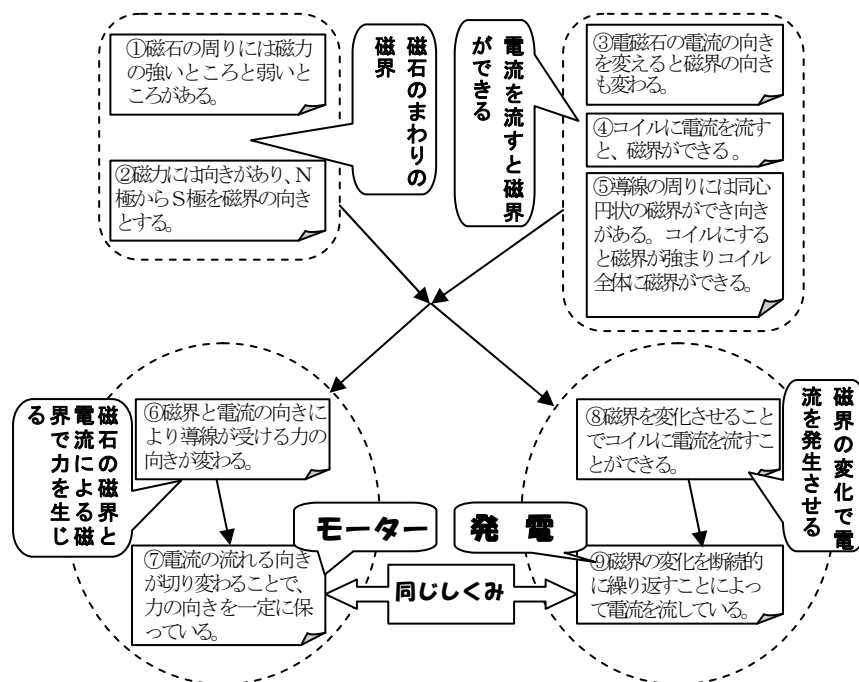 ①磁石の周りには磁力
の強いところと弱いと
ころがある。
磁石のまわりの
磁界
②磁力には向きがあり、N
極からS極を磁界の向き
とする。
電流を流すと磁界
ができる
③電磁石の電流の向き
を変えると磁界の向き
も変わる。
④コイルに電流を流す
と、磁界ができる。
⑤導線の周りには同心
円状の磁界ができ向き
がある。コイルにする
と磁界が強まりコイル
全体に磁界ができる。
磁石の磁界と
電流による磁
界で力を生じ
る
⑥磁界と電流の向きに
より導線が受ける力の
向きが変わる。
モーター
⑦電流の流れる向き
が切り変わることで、
力の向きを一定に保
っている。
同じしくみ
⑧磁界を変化させること
でコイルに電流を流すこ
とができる。
磁界の変化で電
流を発生させる
発 電
⑨磁界の変化を断続的
に繰り返すことによっ
て電流を流している。